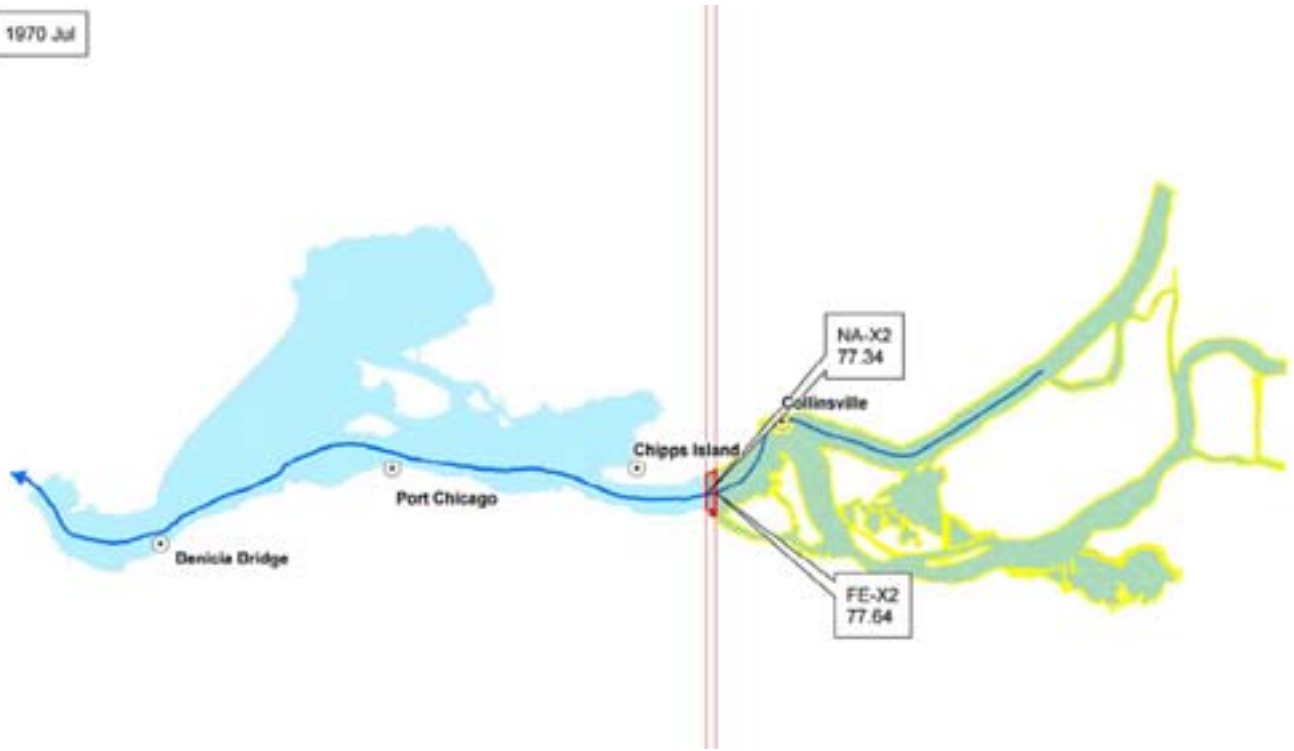 1970 Jul
NA-X2
77.34
Collinsville
Chipps Island
Port Chicago
Benicia Bridge
FE-X2
77.64